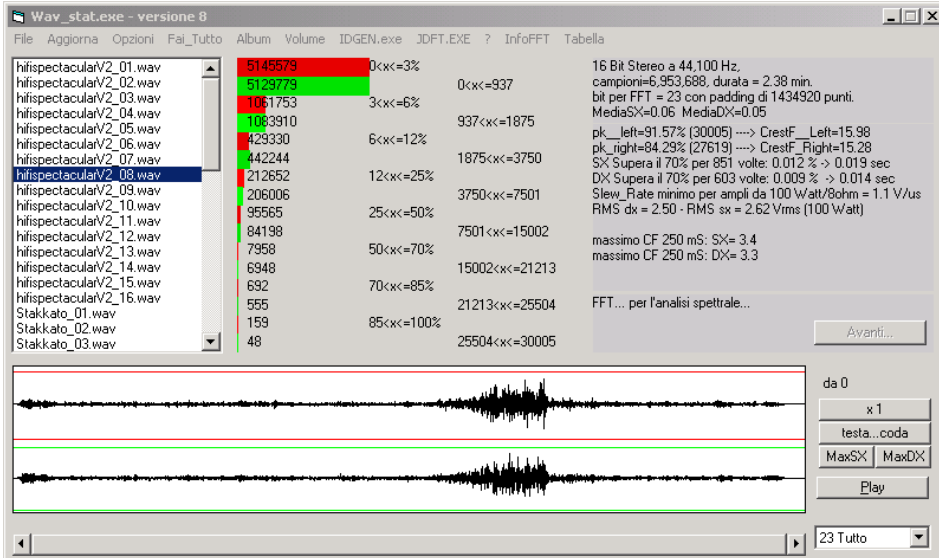 Wav_stat.exe - versione 8
File Aggiorna Opzioni Fai_Tutto Album Volume IDGEN.exe JDFT.EXE ? InfoFFT Tabella
hifispectacularV2_01.wav
hifispectacularV2_02.wav
hifispectacularV2_03.wav
hifispectacularV2_04.wav
hifispectacularV2_05.wav
hifispectacularV2_06.wav
hifispectacularV2_07.wav
hifispectacularV2_08.wav
hifispectacularV2_09.wav
hifispectacularV2_10.wav
hifispectacularV2_11.wav
hifispectacularV2_12.wav
hifispectacularV2_13.wav
hifispectacularV2_14.wav
hifispectacularV2_15.wav
hifispectacularV2_16.wav
Stakkato_01.wav
Stakkato_02.wav
Stakkato_03.wav
5145579 0<x<=3%
5129779 0<x<=937
1061753 3<x<=6%
1083910 937<x<=1875
429330 6<x<=12%
442244 1875<x<=3750
212652 12<x<=25%
206006 3750<x<=7501
95565 25<x<=50%
84198 7501<x<=15002
7958 50<x<=70%
6948 15002<x<=21213
692 70<x<=85%
555 21213<x<=25504
159 85<x<=100%
48 25504<x<=30005
16 Bit Stereo a 44,100 Hz,
campioni=6,953,688, durata = 2.38 min.
bit per FFT = 23 con padding di 1434920 punti.
MediaSX=0.06 MediaDX=0.05
pk__left=91.57% (30005) ----> CrestF__Left=15.98
pk_right=84.29% (27619) ----> CrestF_Right=15.28
SX Supera il 70% per 851 volte: 0.012 % -> 0.019 sec
DX Supera il 70% per 603 volte: 0.009 % -> 0.014 sec
Slew_Rate minimo per ampli da 100 Watt/8ohm = 1.1 V/us
RMS dx = 2.50 - RMS sx = 2.62 Vrms (100 Watt)
massimo CF 250 mS: SX= 3.4
massimo CF 250 mS: DX= 3.3
FFT... per l'analisi spettrale...
Avanti...
da 0
x 1
testa...coda
MaxSX MaxDX
Play
23 Tutto